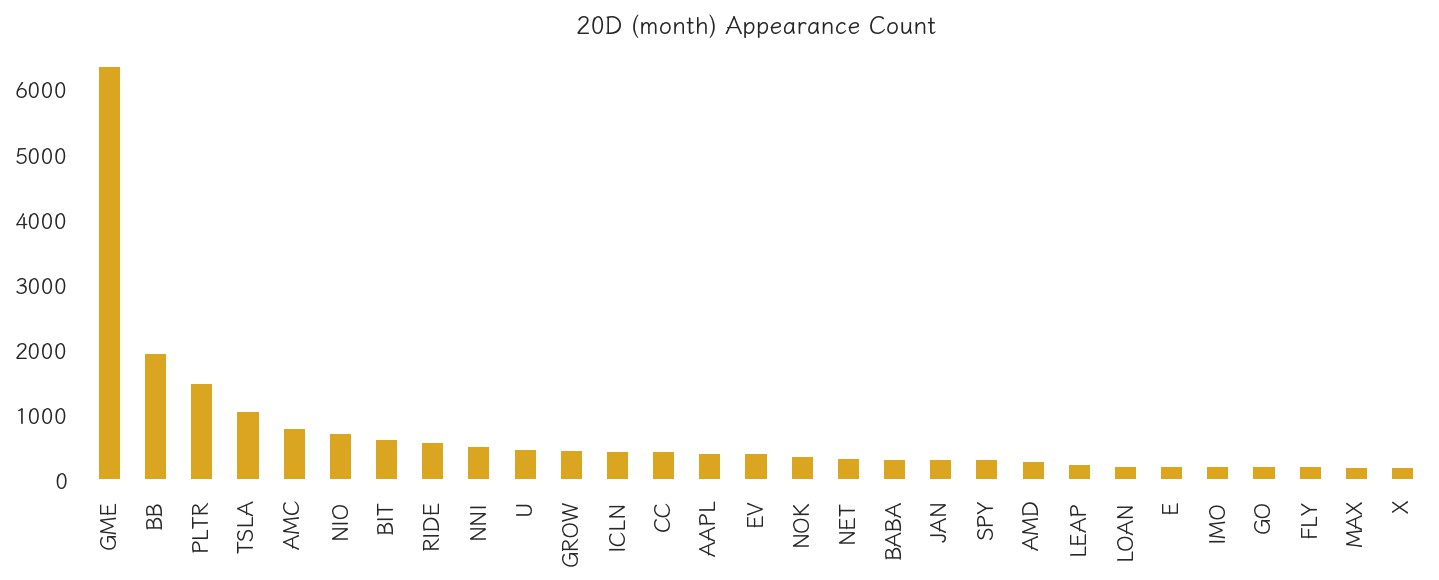 20D (month) Appearance Count
6000
5000
4000
3000
2000
1000
0
GME
BB
PLTR
TSLA
AMC
NIO
BIT
RIDE
NNI
U
GROW
ICLN
CC
AAPL
EV
NOK
NET
BABA
JAN
SPY
AMD
LEAP
LOAN
E
IMO
GO
FLY
MAX
X